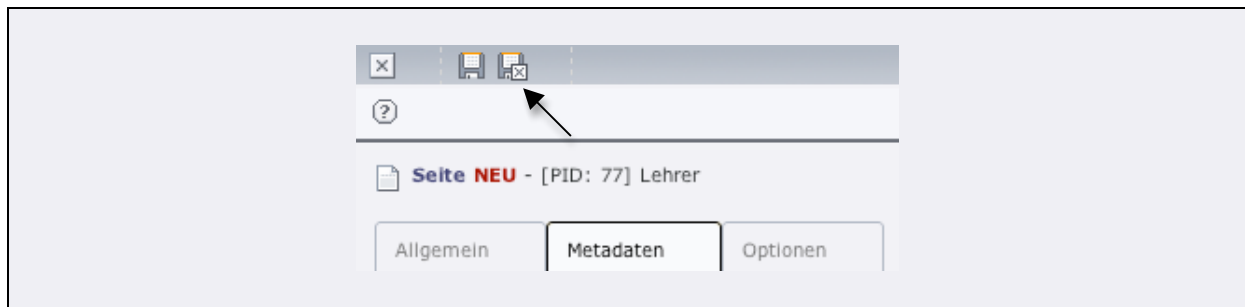 Seite NEU - [PID: 77] Lehrer
Allgemein Metadaten Optionen